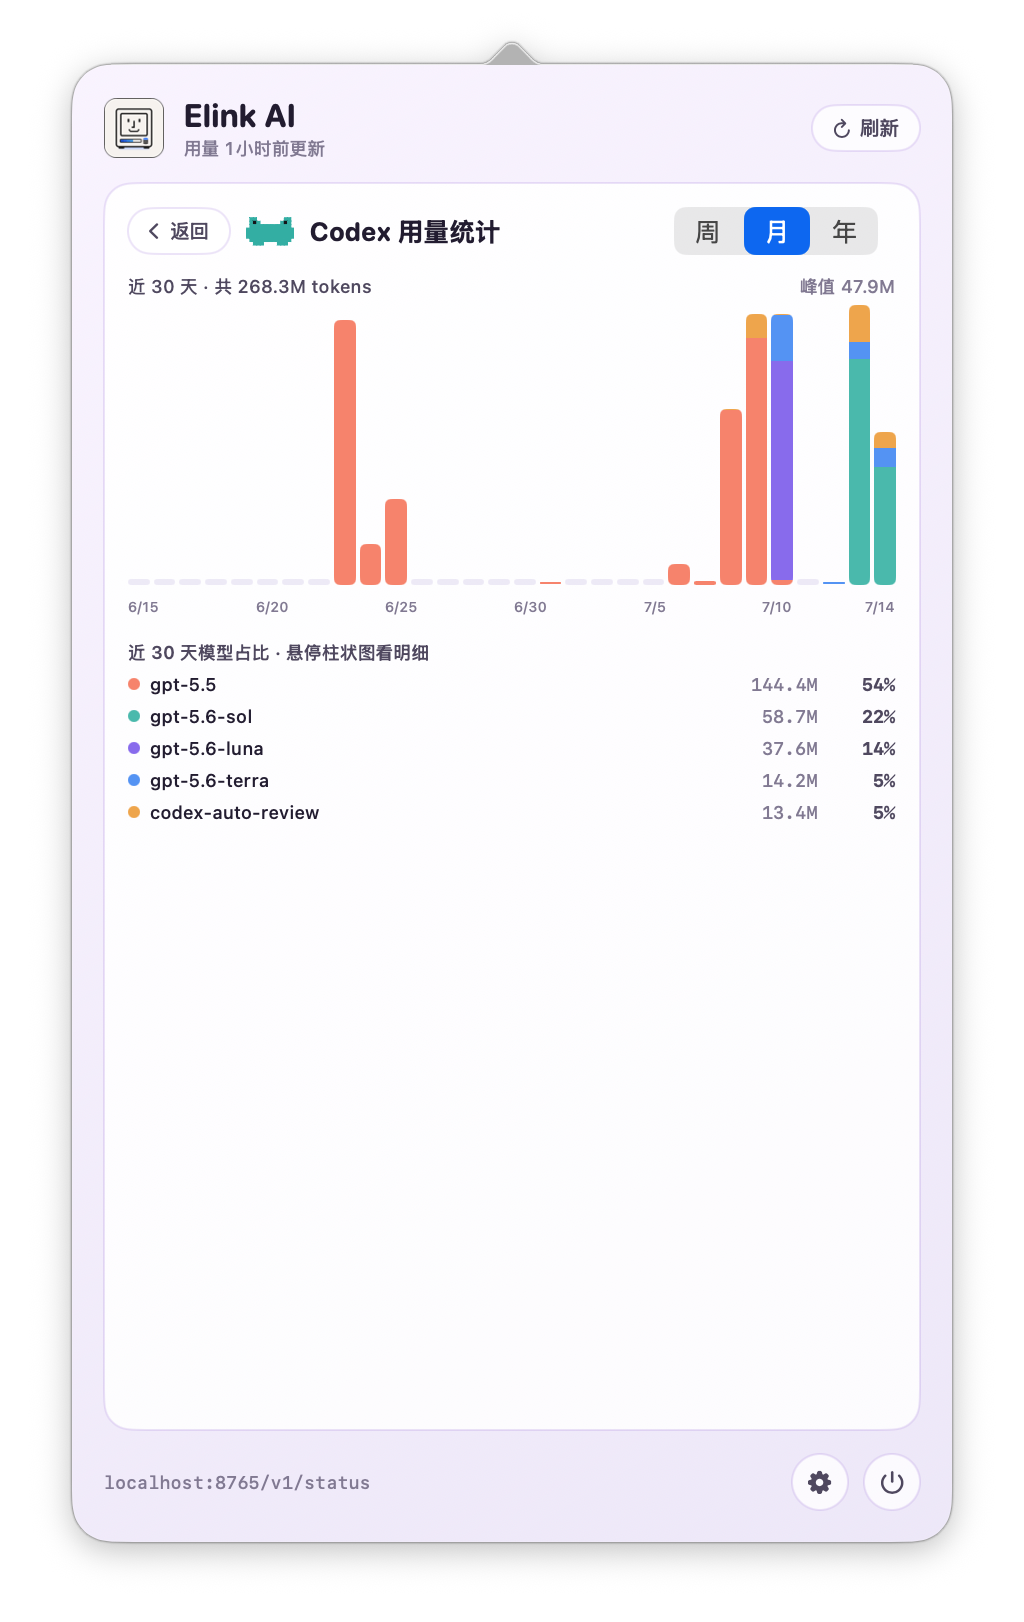 Elink AI
用量 1小时前更新
刷新
返回
Codex 用量统计
周 月 年
近 30 天 · 共 268.3M tokens
峰值 47.9M
6/15 6/20 6/25 6/30 7/5 7/10 7/14
近 30 天模型占比 · 悬停柱状图看明细
gpt-5.5 144.4M 54%
gpt-5.6-sol 58.7M 22%
gpt-5.6-luna 37.6M 14%
gpt-5.6-terra 14.2M 5%
codex-auto-review 13.4M 5%
localhost:8765/v1/status